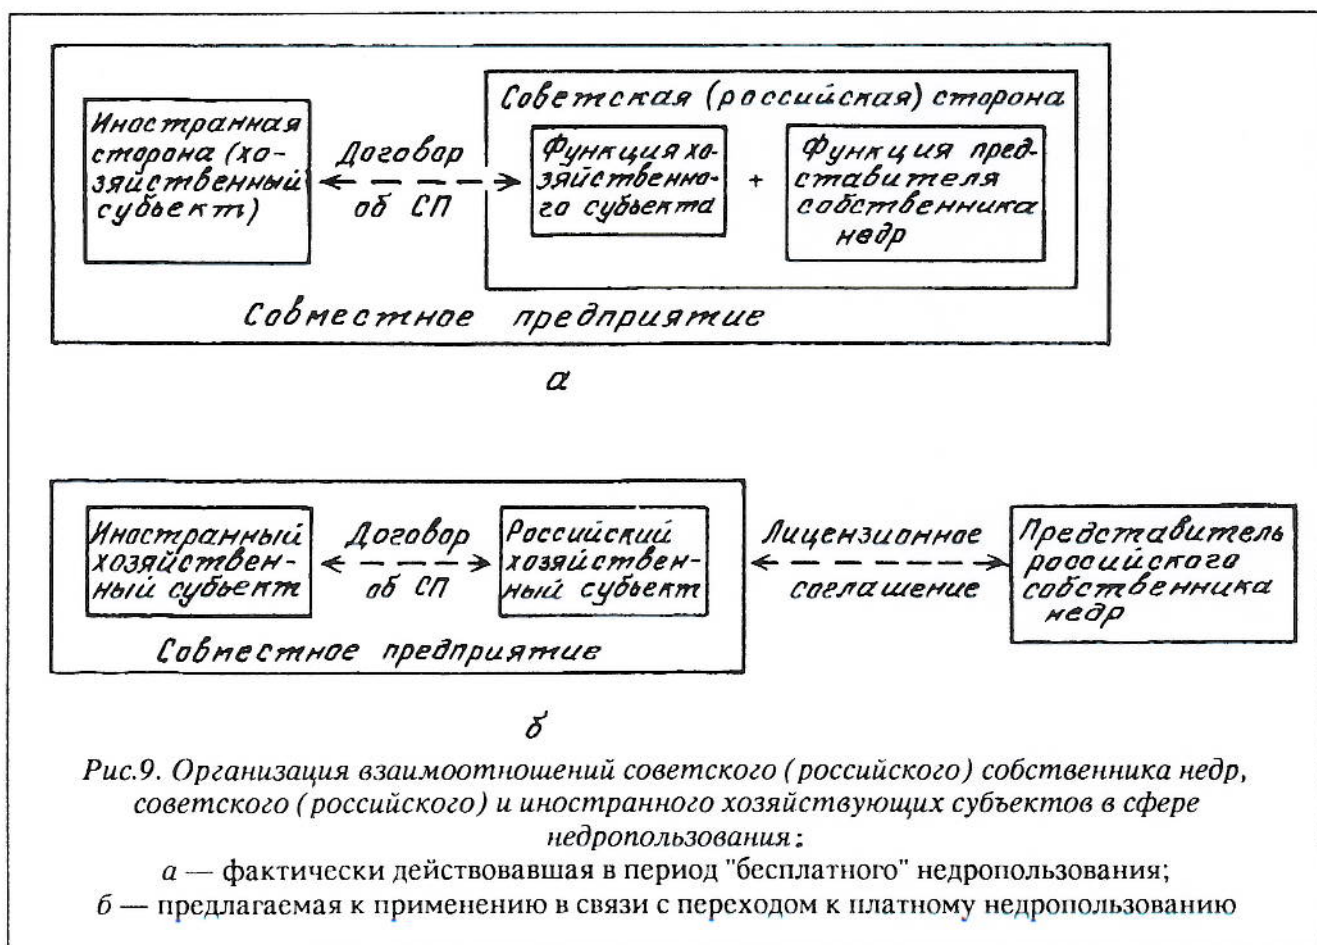 Советская (российская) сторона
Иностранная
сторона (хо-
зяйственный
субъект)
Договор
об СП
Функция хо-
зяйственно-
го субъекта
+
Функция пред-
ставителя
собственника
недр
Совместное предприятие
а
Иностранный
хозяйствен-
ный субъект
Договор
об СП
Российский
хозяйствен-
ный субъект
Совместное предприятие
Лицензионное
соглашение
Представитель
российского
собственника
недр
б
Рис.9. Организация взаимоотношений советского (российского) собственника недр,
советского (российского) и иностранного хозяйствующих субъектов в сфере
недропользования:
а — фактически действовавшая в период "бесплатного" недропользования;
б — предлагаемая к применению в связи с переходом к платному недропользованию